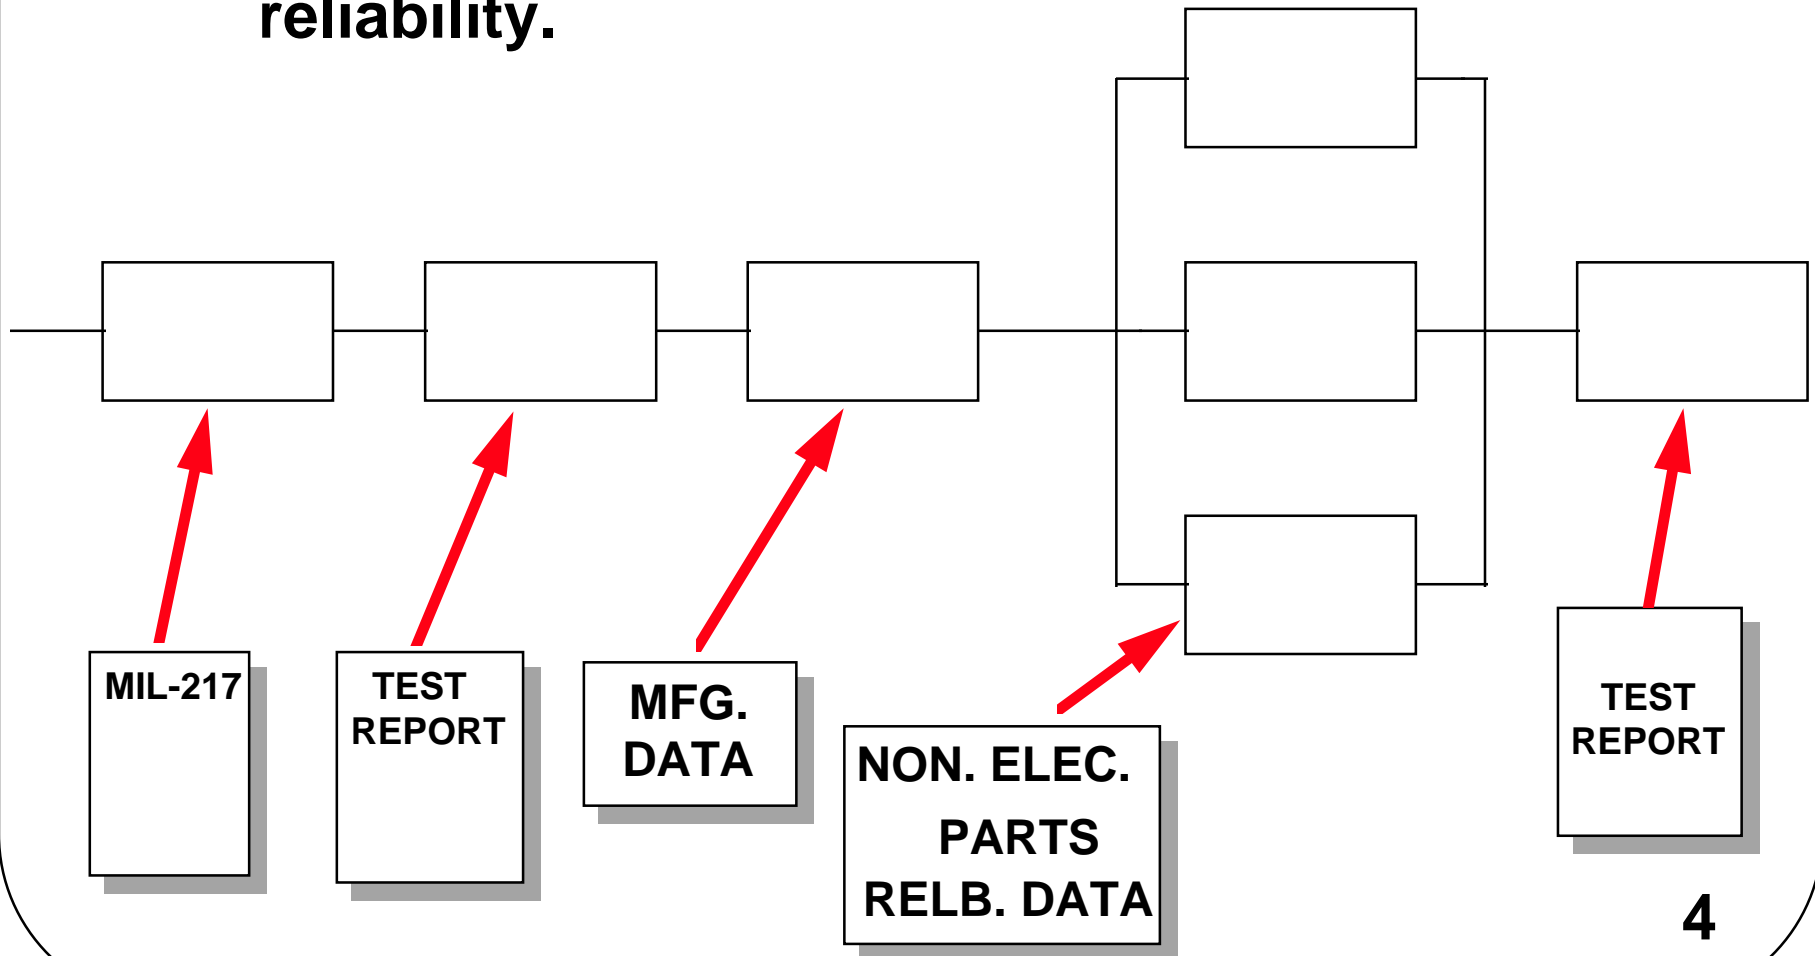 reliability.
MIL-217
TEST
REPORT
MFG.
DATA
NON. ELEC.
PARTS
RELB. DATA
TEST
REPORT
4